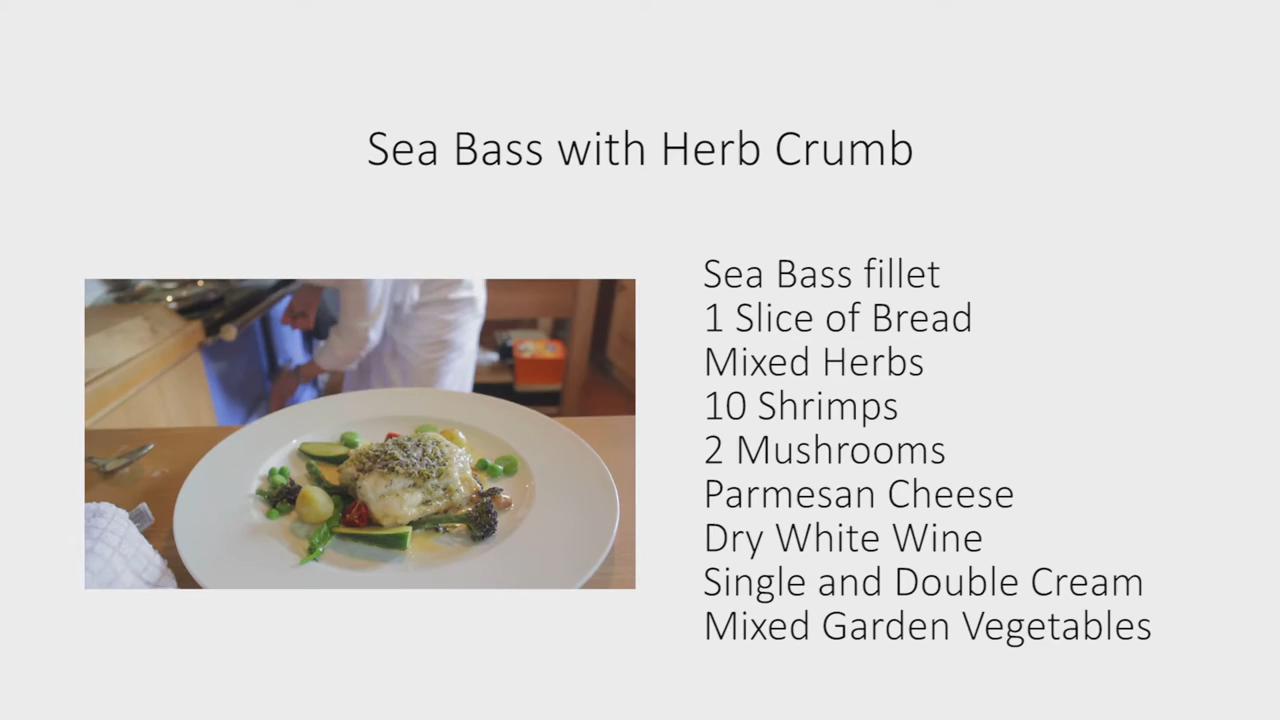 Sea Bass with Herb Crumb
Sea Bass fillet
1 Slice of Bread
Mixed Herbs
10 Shrimps
2 Mushrooms
Parmesan Cheese
Dry White Wine
Single and Double Cream
Mixed Garden Vegetables